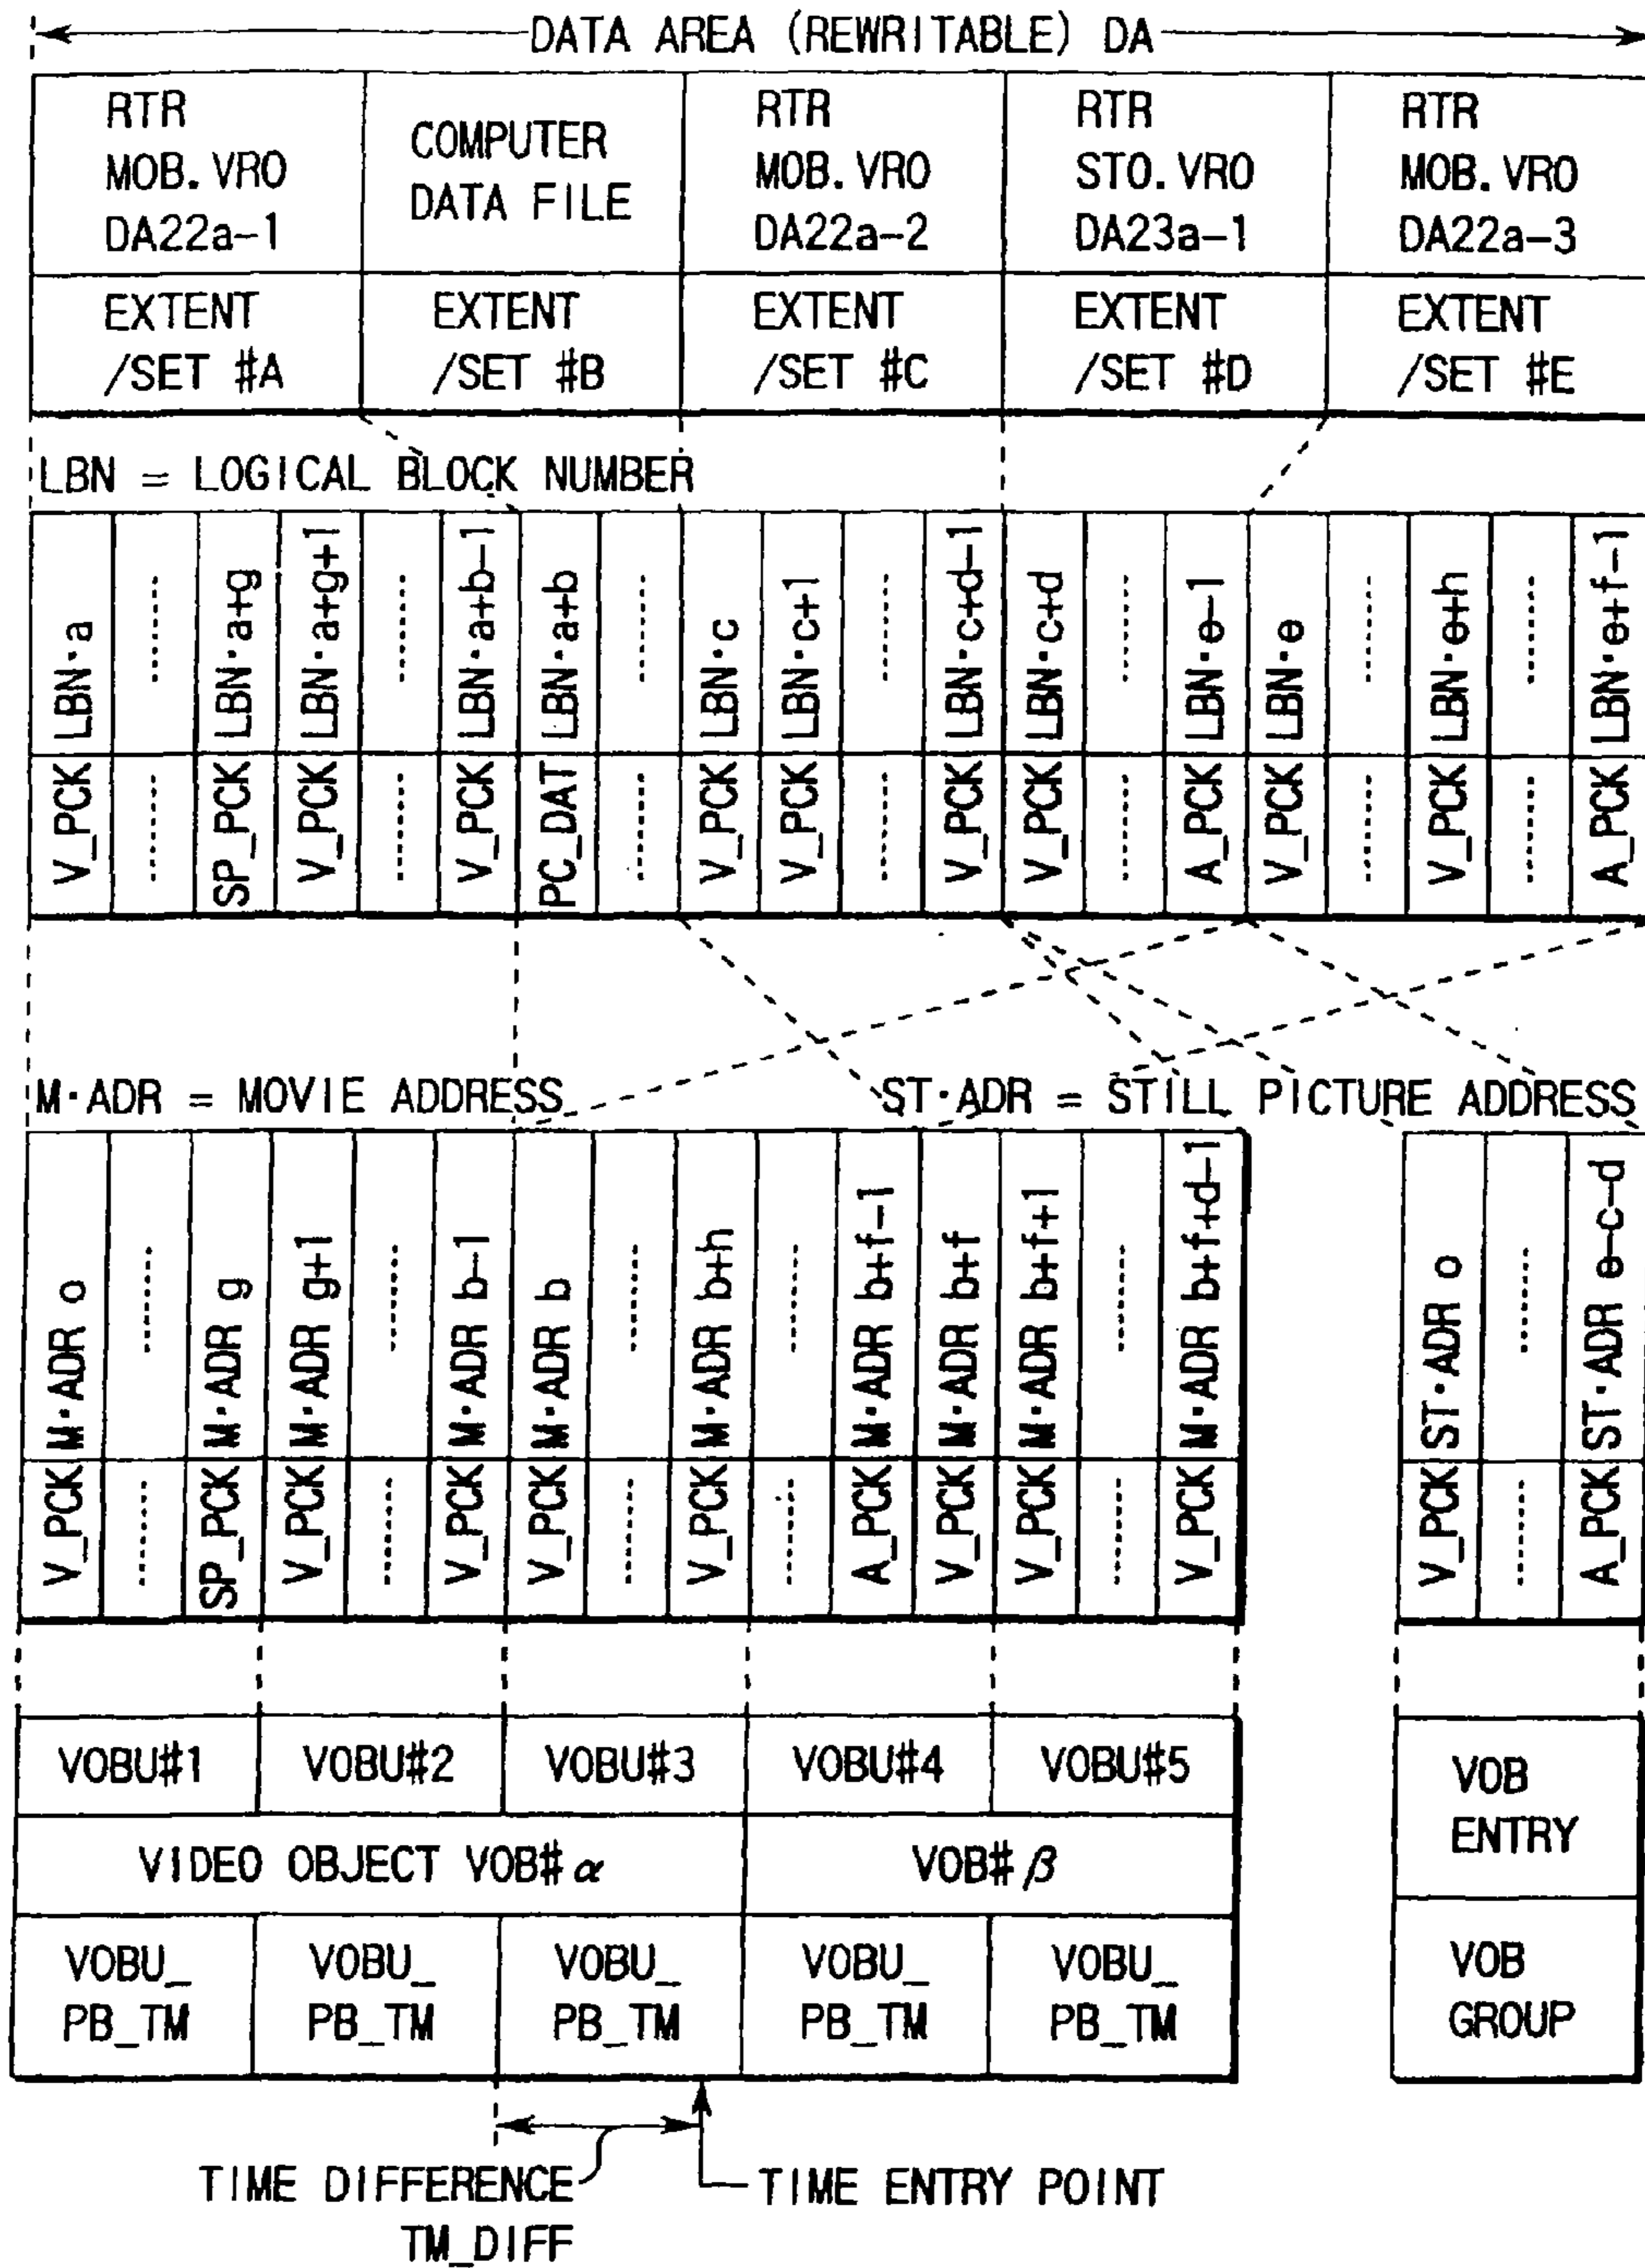 DATA AREA (REWRITABLE) DA
RTR MOB.VRO DA22a-1
COMPUTER DATA FILE
RTR MOB.VRO DA22a-2
RTR STO.VRO DA23a-1
RTR MOB.VRO DA22a-3
EXTENT /SET #A
EXTENT /SET #B
EXTENT /SET #C
EXTENT /SET #D
EXTENT /SET #E
LBN = LOGICAL BLOCK NUMBER
V_PCK LBN·a
........ ........
SP_PCK LBN·a+g
V_PCK LBN·a+g+1
........ ........
V_PCK LBN·a+b-1
PC_DAT LBN·a+b
........ ........
V_PCK LBN·c
V_PCK LBN·c+1
........ ........
V_PCK LBN·c+d-1
V_PCK LBN·c+d
........ ........
A_PCK LBN·e-1
V_PCK LBN·e
........ ........
V_PCK LBN·e+h
........ ........
A_PCK LBN·e+f-1
M·ADR = MOVIE ADDRESS
ST·ADR = STILL PICTURE ADDRESS
V_PCK M·ADR o
........ ........
SP_PCK M·ADR g
V_PCK M·ADR g+1
........ ........
V_PCK M·ADR b-1
V_PCK M·ADR b
........ ........
V_PCK M·ADR b+h
........ ........
A_PCK M·ADR b+f-1
V_PCK M·ADR b+f
V_PCK M·ADR b+f+1
........ ........
V_PCK M·ADR b+f+d-1
V_PCK ST·ADR o
........ ........
A_PCK ST·ADR e-c-d
VOBU#1
VOBU#2
VOBU#3
VOBU#4
VOBU#5
VIDEO OBJECT VOB#α
VOB#β
VOBU_ PB_TM
VOBU_ PB_TM
VOBU_ PB_TM
VOBU_ PB_TM
VOBU_ PB_TM
VOB ENTRY
VOB GROUP
TIME DIFFERENCE TM_DIFF
TIME ENTRY POINT